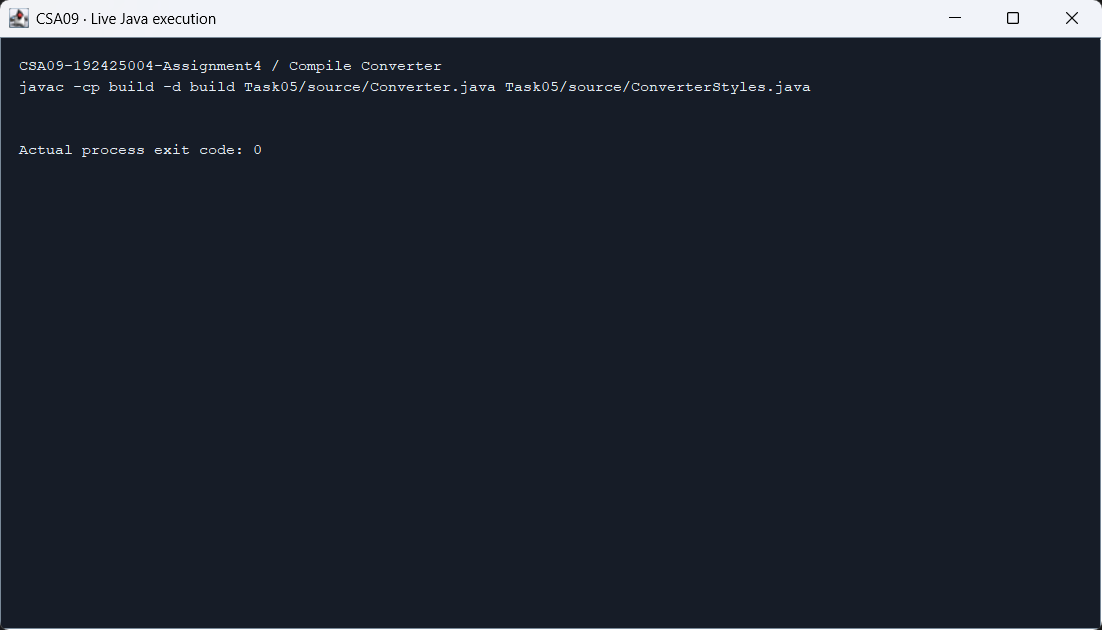 CSA09 · Live Java execution
CSA09-192425004-Assignment4 / Compile Converter
javac -cp build -d build Task05/source/Converter.java Task05/source/ConverterStyles.java
Actual process exit code: 0